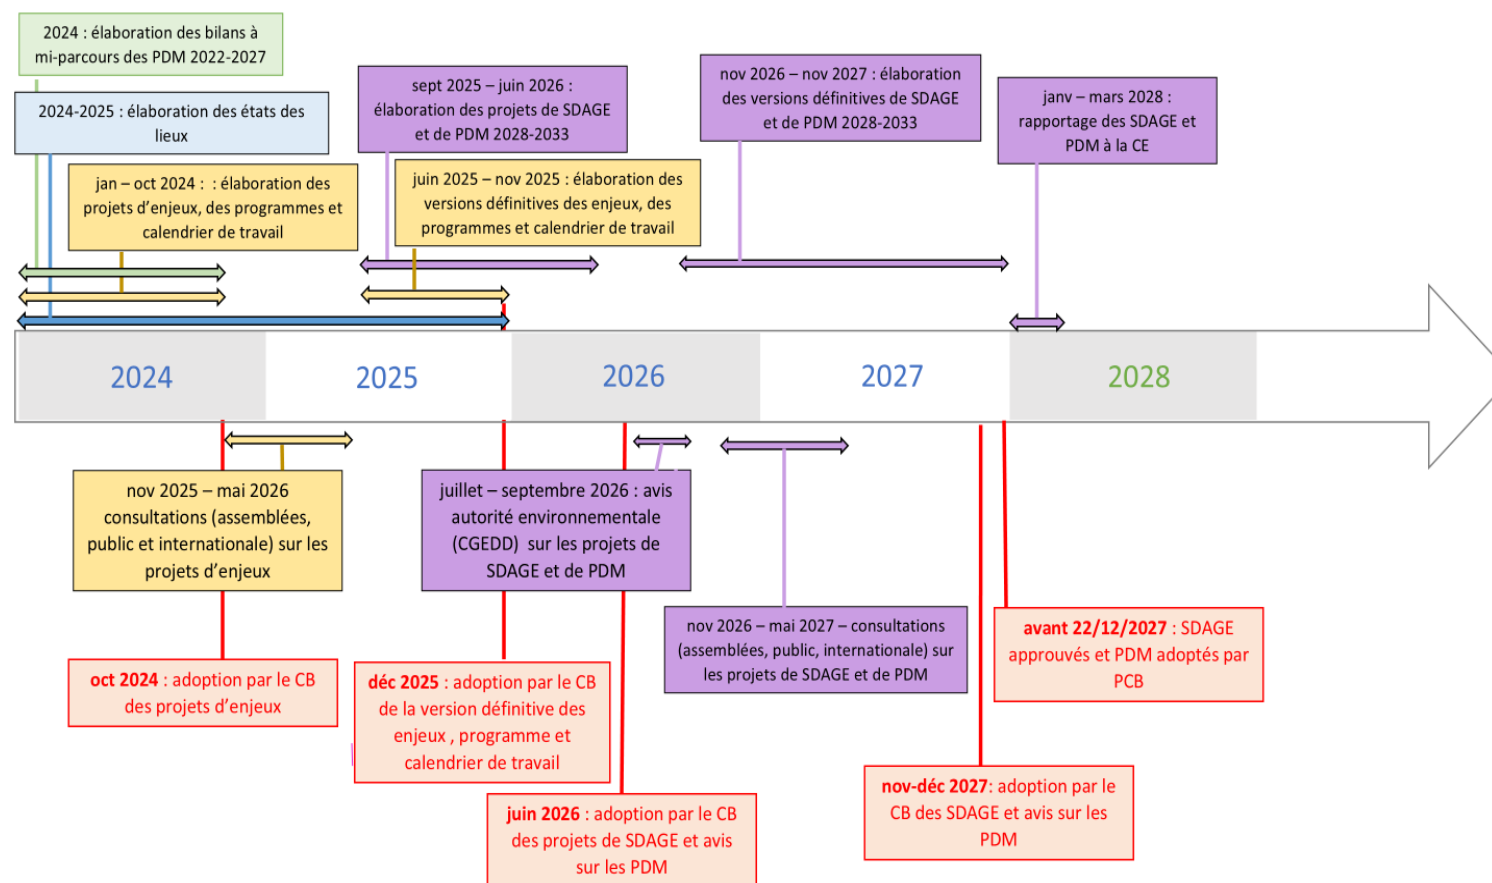 2024 : élaboration des bilans à
mi-parcours des PDM 2022-2027
2024-2025 : élaboration des états des
lieux
jan – oct 2024 : : élaboration des
projets d’enjeux, des programmes et
calendrier de travail
sept 2025 – juin 2026 :
élaboration des projets de SDAGE
et de PDM 2028-2033
juin 2025 – nov 2025 : élaboration des
versions définitives des enjeux, des
programmes et calendrier de travail
nov 2026 – nov 2027 : élaboration
des versions définitives de SDAGE
et de PDM 2028-2033
janv – mars 2028 :
rapportage des SDAGE et
PDM à la CE
2024
2025
2026
2027
2028
nov 2025 – mai 2026
consultations (assemblées,
public et internationale) sur les
projets d’enjeux
juillet – septembre 2026 : avis
autorité environnementale
(CGEDD) sur les projets de
SDAGE et de PDM
nov 2026 – mai 2027 – consultations
(assemblées, public, internationale) sur
les projets de SDAGE et de PDM
avant 22/12/2027 : SDAGE
approuvés et PDM adoptés par
PCB
oct 2024 : adoption par le CB
des projets d’enjeux
déc 2025 : adoption par le CB
de la version définitive des
enjeux , programme et
calendrier de travail
juin 2026 : adoption par le CB
des projets de SDAGE et avis
sur les PDM
nov-déc 2027: adoption par le
CB des SDAGE et avis sur les
PDM